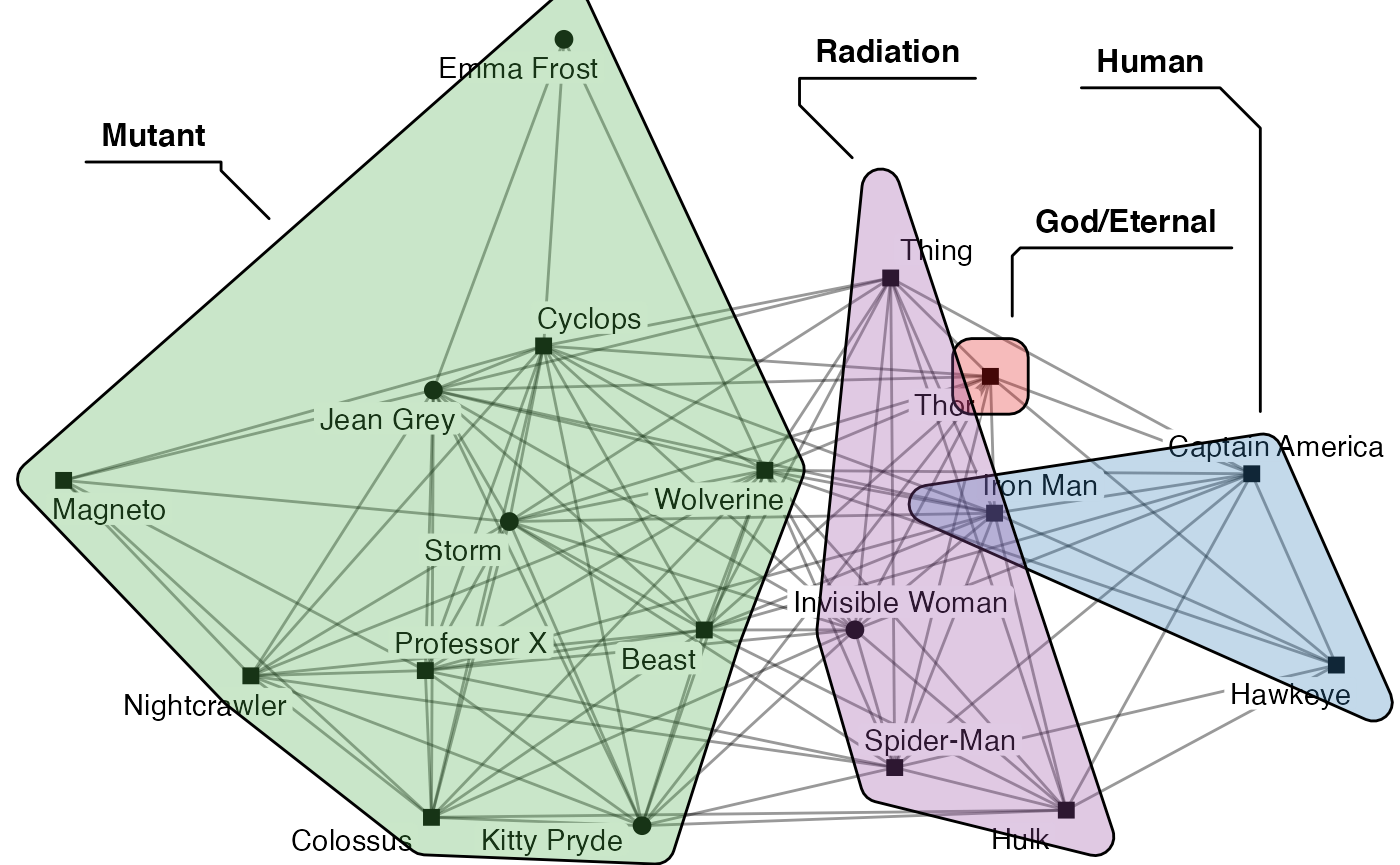 Radiation
Human
Emma Frost
Mutant
God/Eternal
Thing
Cyclops
Thor
Jean Grey
Captain America
Iron Man
Wolverine
Magneto
Storm
Invisible Woman
Professor X
Beast
Hawkeye
Nightcrawler
Spider-Man
Colossus
Kitty Pryde
Hulk